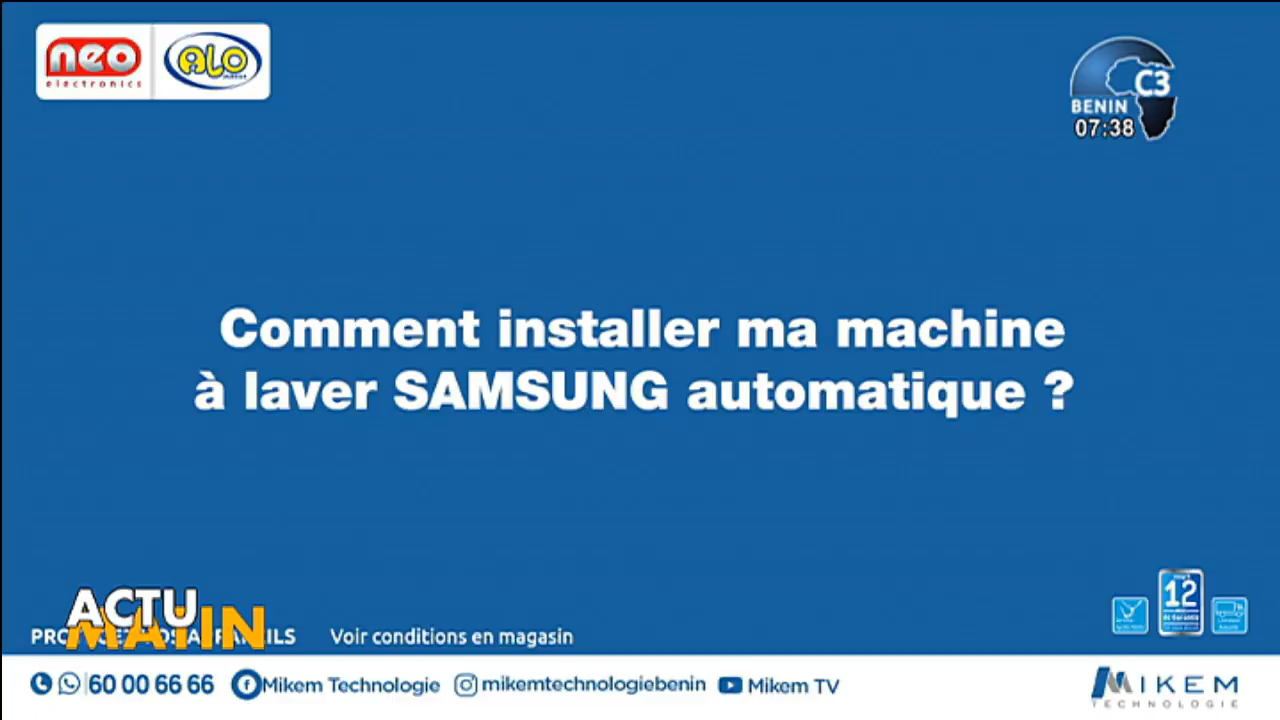 neo
electronics
ALO
C3
BENIN
07:38
Comment installer ma machine
à laver SAMSUNG automatique ?
12
ACTU
MATIN
Voir conditions en magasin
60 00 66 66
Mikem Technologie
mikemtechnologiebenin
Mikem TV
MIKEM
TECHNOLOGIE